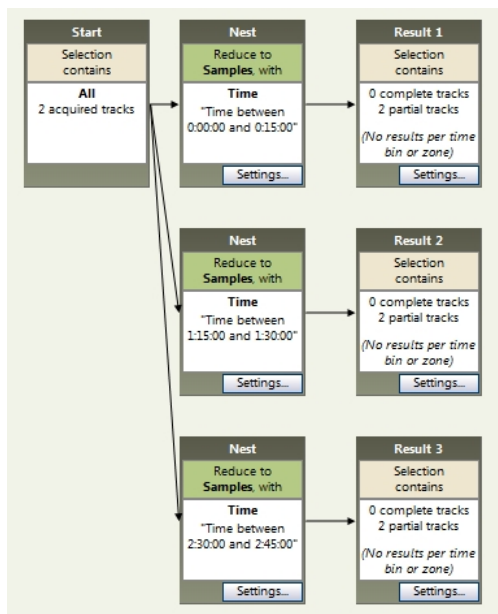 Start
Selection
contains
All
2 acquired tracks
Nest
Reduce to
Samples, with
Time
"Time between
0:00:00 and 0:15:00"
Settings...
Result 1
Selection
contains
0 complete tracks
2 partial tracks
(No results per time
bin or zone)
Settings...
Nest
Reduce to
Samples, with
Time
"Time between
1:15:00 and 1:30:00"
Settings...
Result 2
Selection
contains
0 complete tracks
2 partial tracks
(No results per time
bin or zone)
Settings...
Nest
Reduce to
Samples, with
Time
"Time between
2:30:00 and 2:45:00"
Settings...
Result 3
Selection
contains
0 complete tracks
2 partial tracks
(No results per time
bin or zone)
Settings...